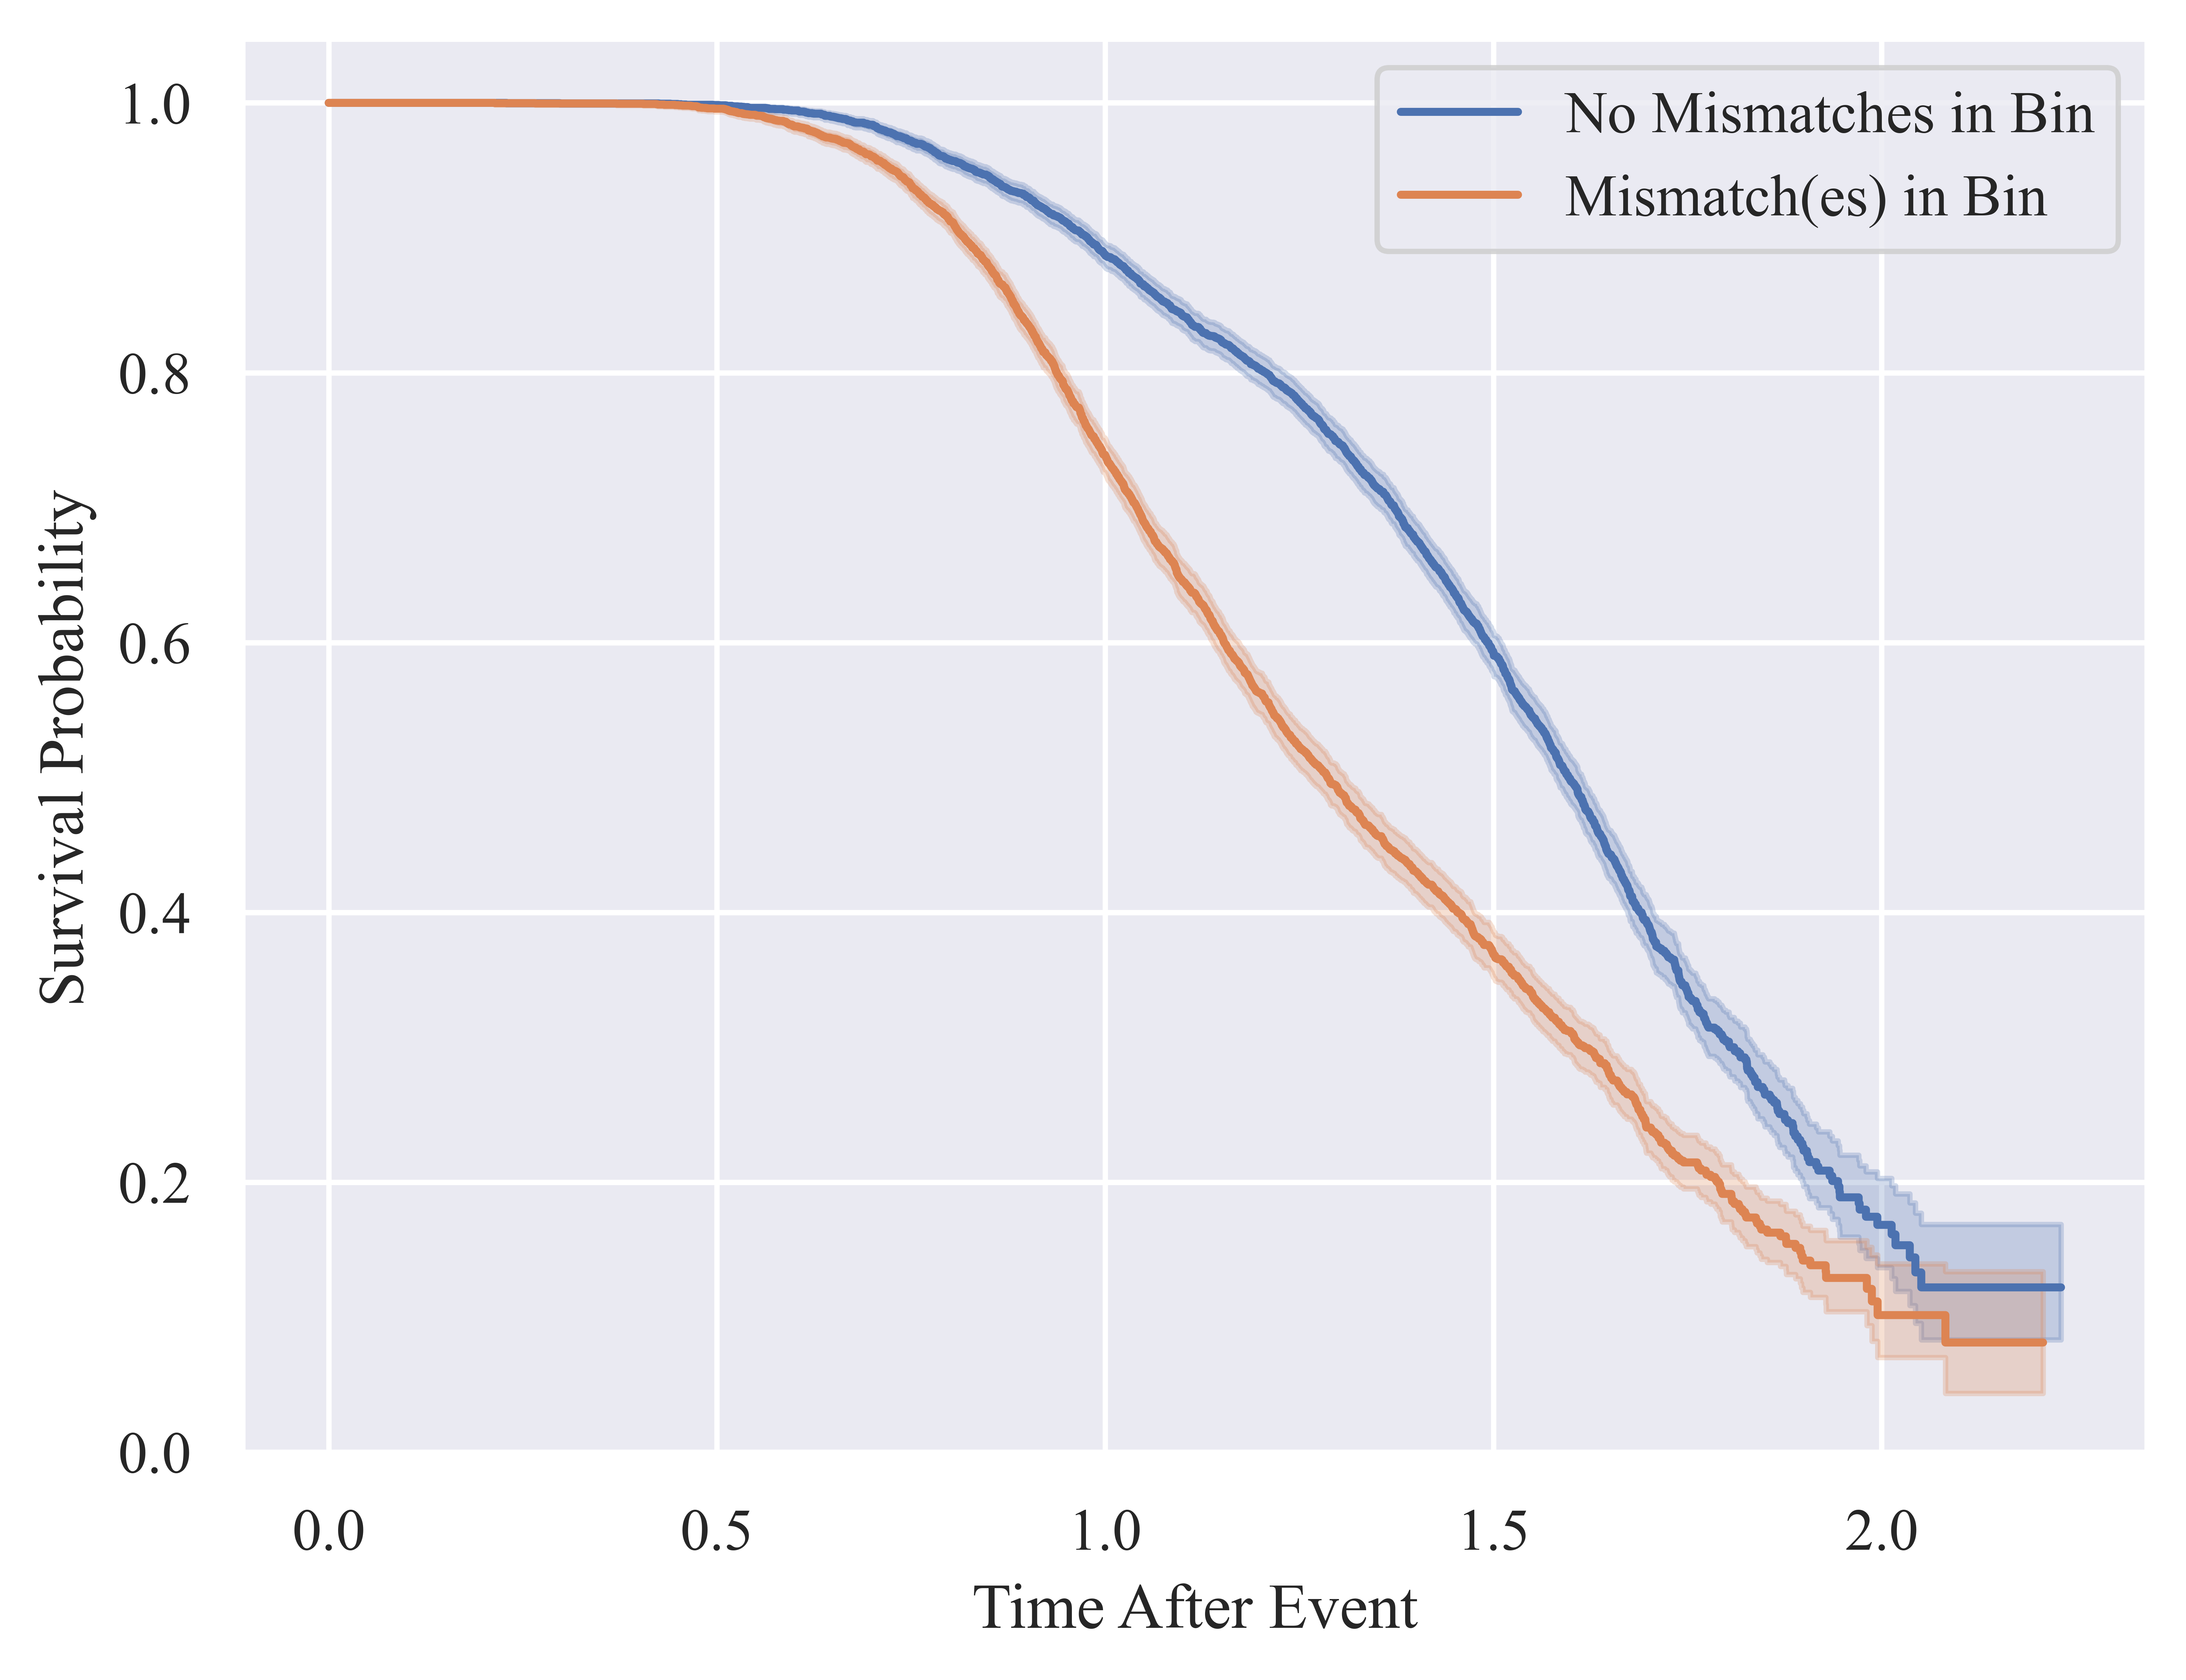 No Mismatches in Bin
Mismatch(es) in Bin
1.0
0.8
0.6
0.4
0.2
0.0
Survival Probability
0.0 0.5 1.0 1.5 2.0
Time After Event